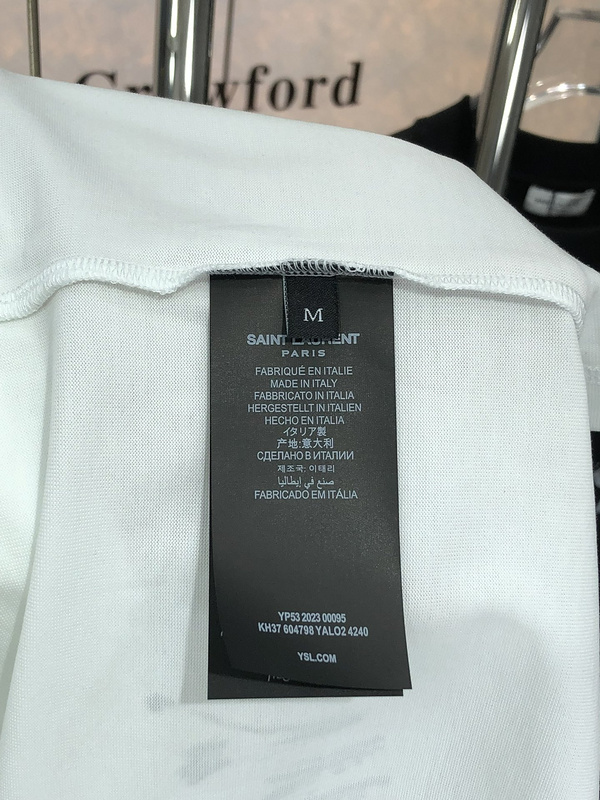 Crawford
M
SAINT LAURENT
PARIS
FABRIQUÉ EN ITALIE
MADE IN ITALY
FABBRICATO IN ITALIA
HERGESTELLT IN ITALIEN
HECHO EN ITALIA
イタリア製
产地:意大利
СДЕЛАНО В ИТАЛИИ
제조국: 이태리
صنع في إيطاليا
FABRICADO EM ITÁLIA
YP53 2023 00095
KH37 604798 YALO2 4240
YSL.COM